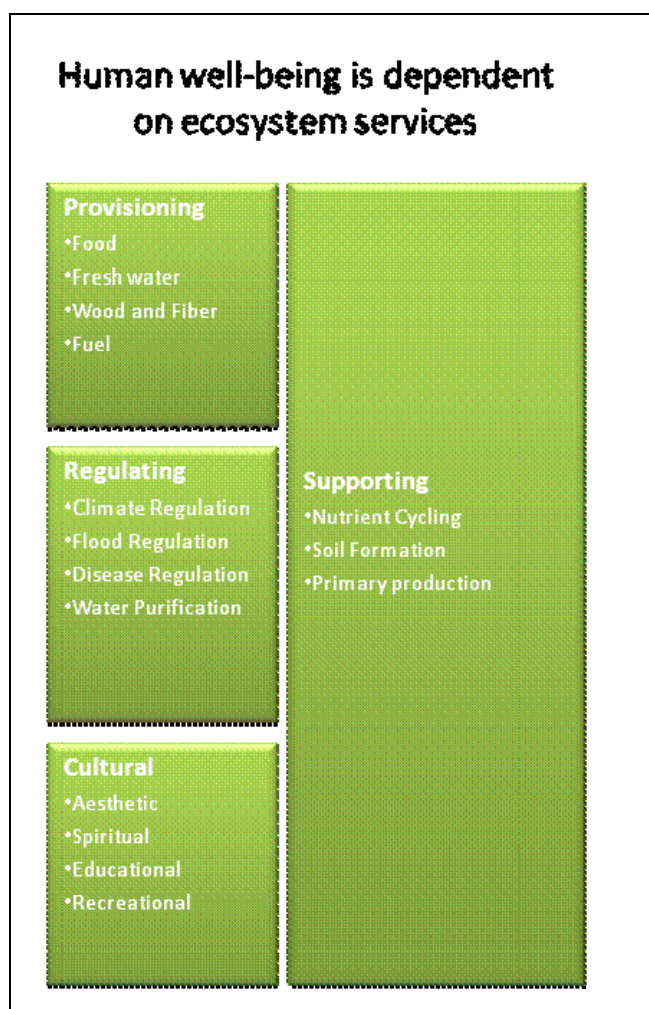 Human well-being is dependent
on ecosystem services
Provisioning
•Food
•Fresh water
•Wood and Fiber
•Fuel
Regulating
•Climate Regulation
•Flood Regulation
•Disease Regulation
•Water Purification
Cultural
•Aesthetic
•Spiritual
•Educational
•Recreational
Supporting
•Nutrient Cycling
•Soil Formation
•Primary production